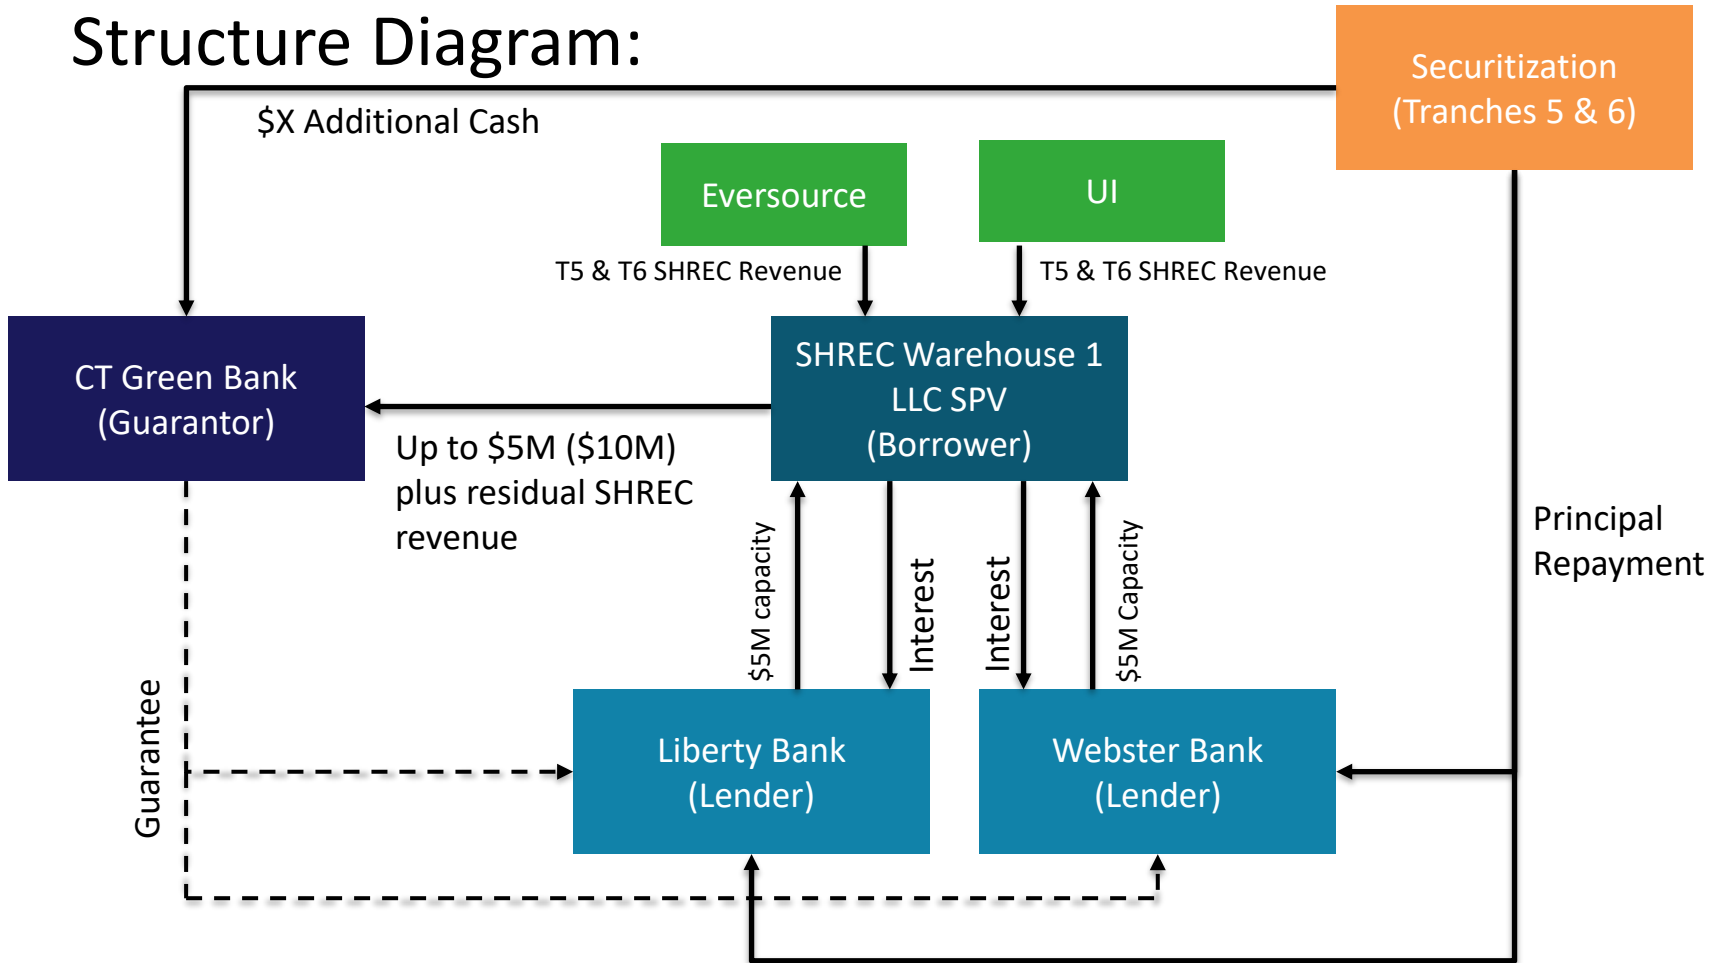 Structure Diagram:
Securitization
(Tranches 5 & 6)
$X Additional Cash
Eversource
UI
T5 & T6 SHREC Revenue
T5 & T6 SHREC Revenue
CT Green Bank
(Guarantor)
SHREC Warehouse 1
LLC SPV
(Borrower)
Up to $5M ($10M)
plus residual SHREC
revenue
$5M capacity
Interest
Interest
$5M Capacity
Principal
Repayment
Guarantee
Liberty Bank
(Lender)
Webster Bank
(Lender)